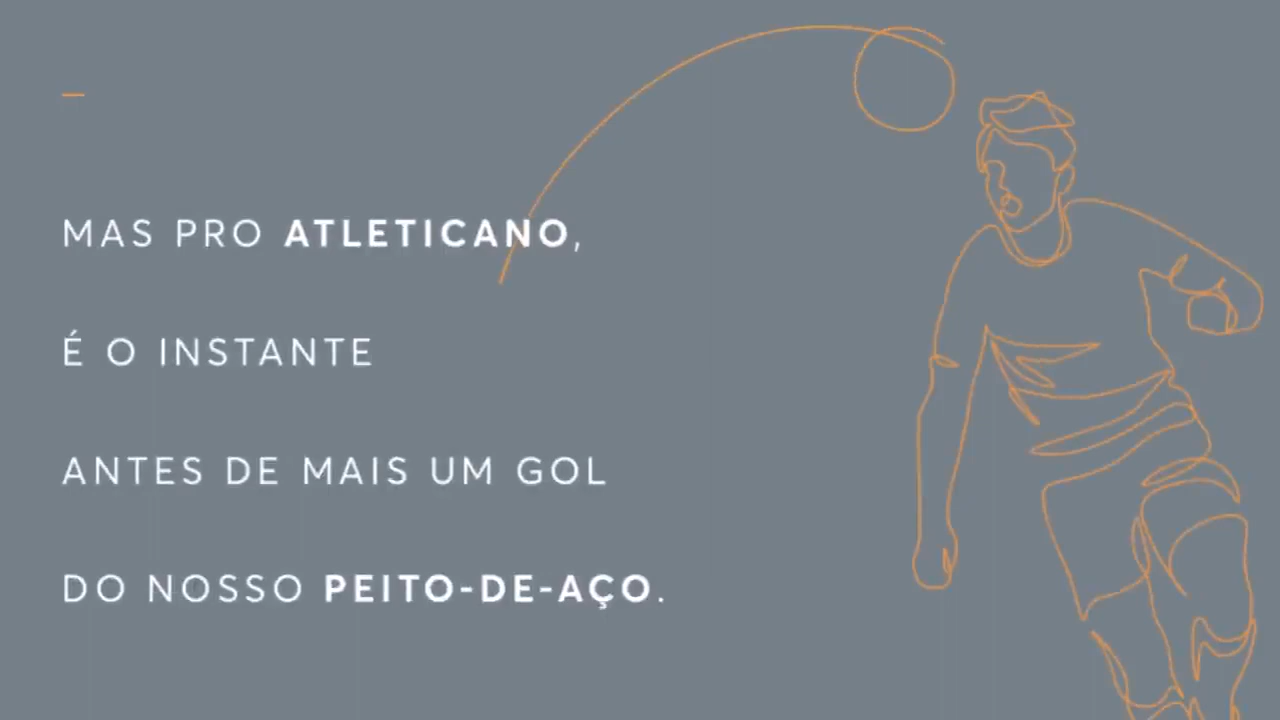 MAS PRO ATLETICANO,
É O INSTANTE
ANTES DE MAIS UM GOL
DO NOSSO PEITO-DE-AÇO.